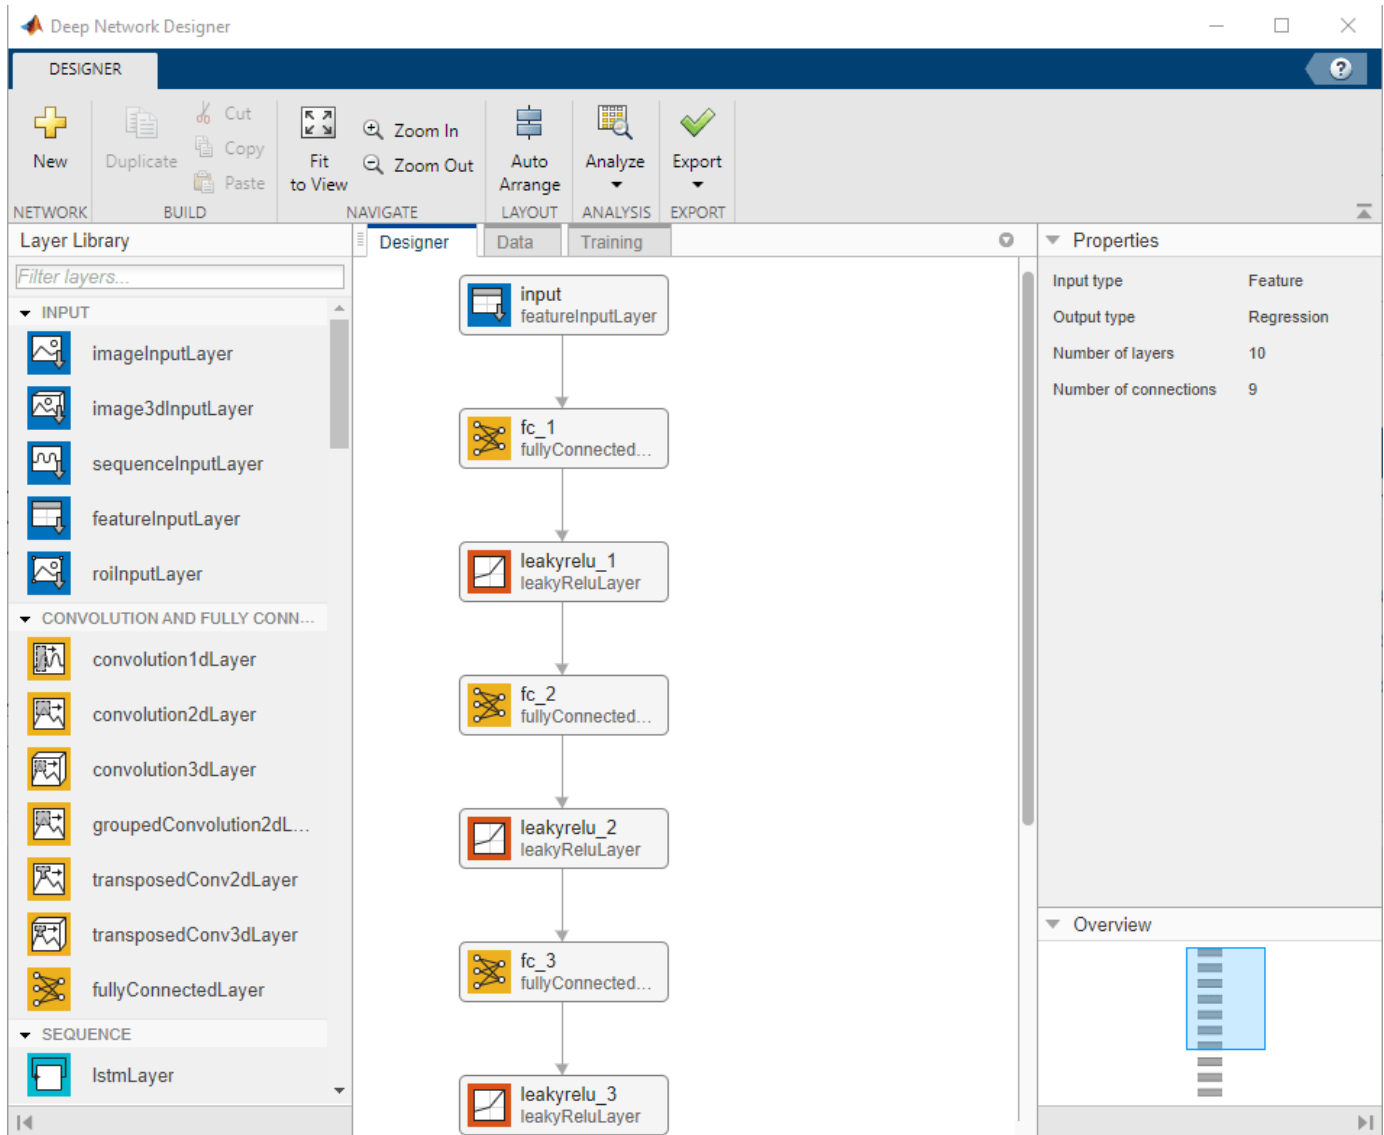 Deep Network Designer
DESIGNER
?
New
Duplicate
Cut
Copy
Paste
Fit
to View
Zoom In
Zoom Out
Auto
Arrange
Analyze
Export
NETWORK
BUILD
NAVIGATE
LAYOUT
ANALYSIS
EXPORT
Layer Library
Filter layers...
INPUT
imageInputLayer
image3dInputLayer
sequenceInputLayer
featureInputLayer
roiInputLayer
CONVOLUTION AND FULLY CONN...
convolution1dLayer
convolution2dLayer
convolution3dLayer
groupedConvolution2dL...
transposedConv2dLayer
transposedConv3dLayer
fullyConnectedLayer
SEQUENCE
lstmLayer
Designer
Data
Training
input
featureInputLayer
fc_1
fullyConnected...
leakyrelu_1
leakyReluLayer
fc_2
fullyConnected...
leakyrelu_2
leakyReluLayer
fc_3
fullyConnected...
leakyrelu_3
leakyReluLayer
Properties
Input type Feature
Output type Regression
Number of layers 10
Number of connections 9
Overview